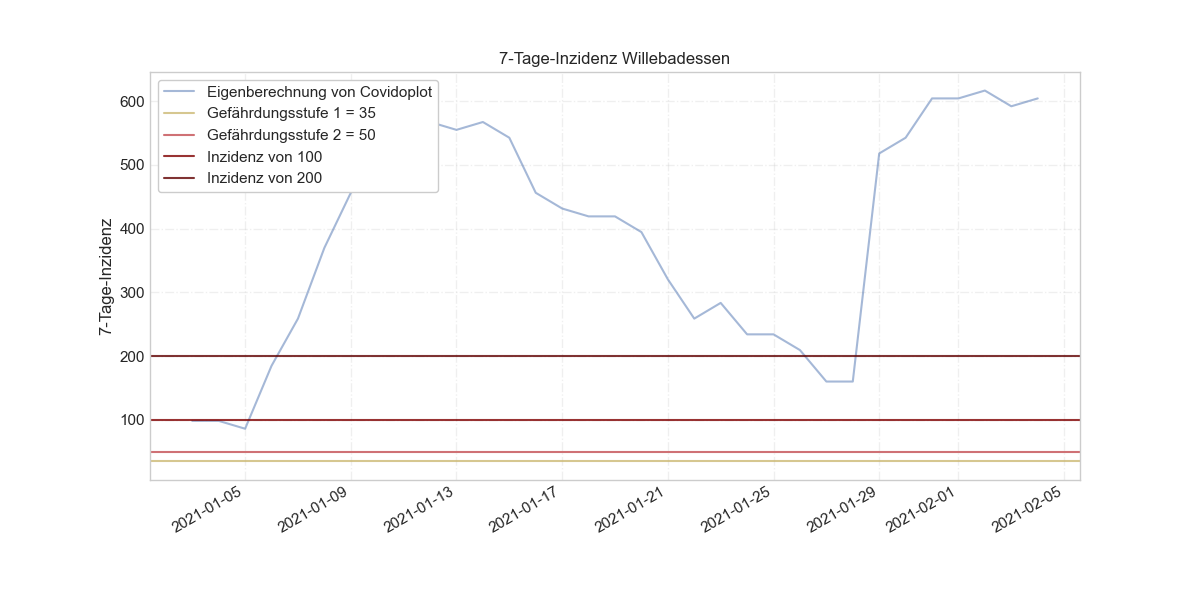 7-Tage-Inzidenz Willebadessen
Eigenberechnung von Covidoplot
Gefährdungsstufe 1 = 35
Gefährdungsstufe 2 = 50
Inzidenz von 100
Inzidenz von 200
7-Tage-Inzidenz
600
500
400
300
200
100
2021-01-05
2021-01-09
2021-01-13
2021-01-17
2021-01-21
2021-01-25
2021-01-29
2021-02-01
2021-02-05